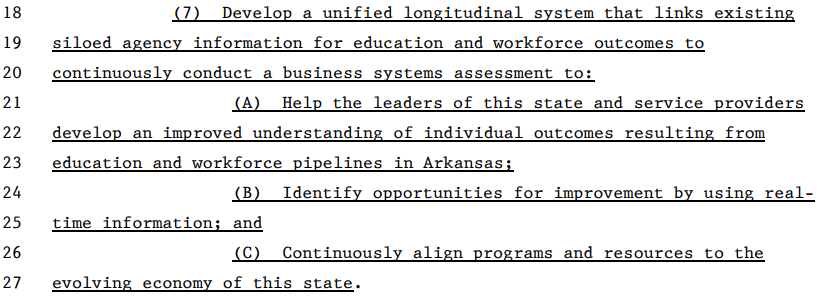 18 (7) Develop a unified longitudinal system that links existing
19 siloed agency information for education and workforce outcomes to
20 continuously conduct a business systems assessment to:
21 (A) Help the leaders of this state and service providers
22 develop an improved understanding of individual outcomes resulting from
23 education and workforce pipelines in Arkansas;
24 (B) Identify opportunities for improvement by using real-
25 time information; and
26 (C) Continuously align programs and resources to the
27 evolving economy of this state.